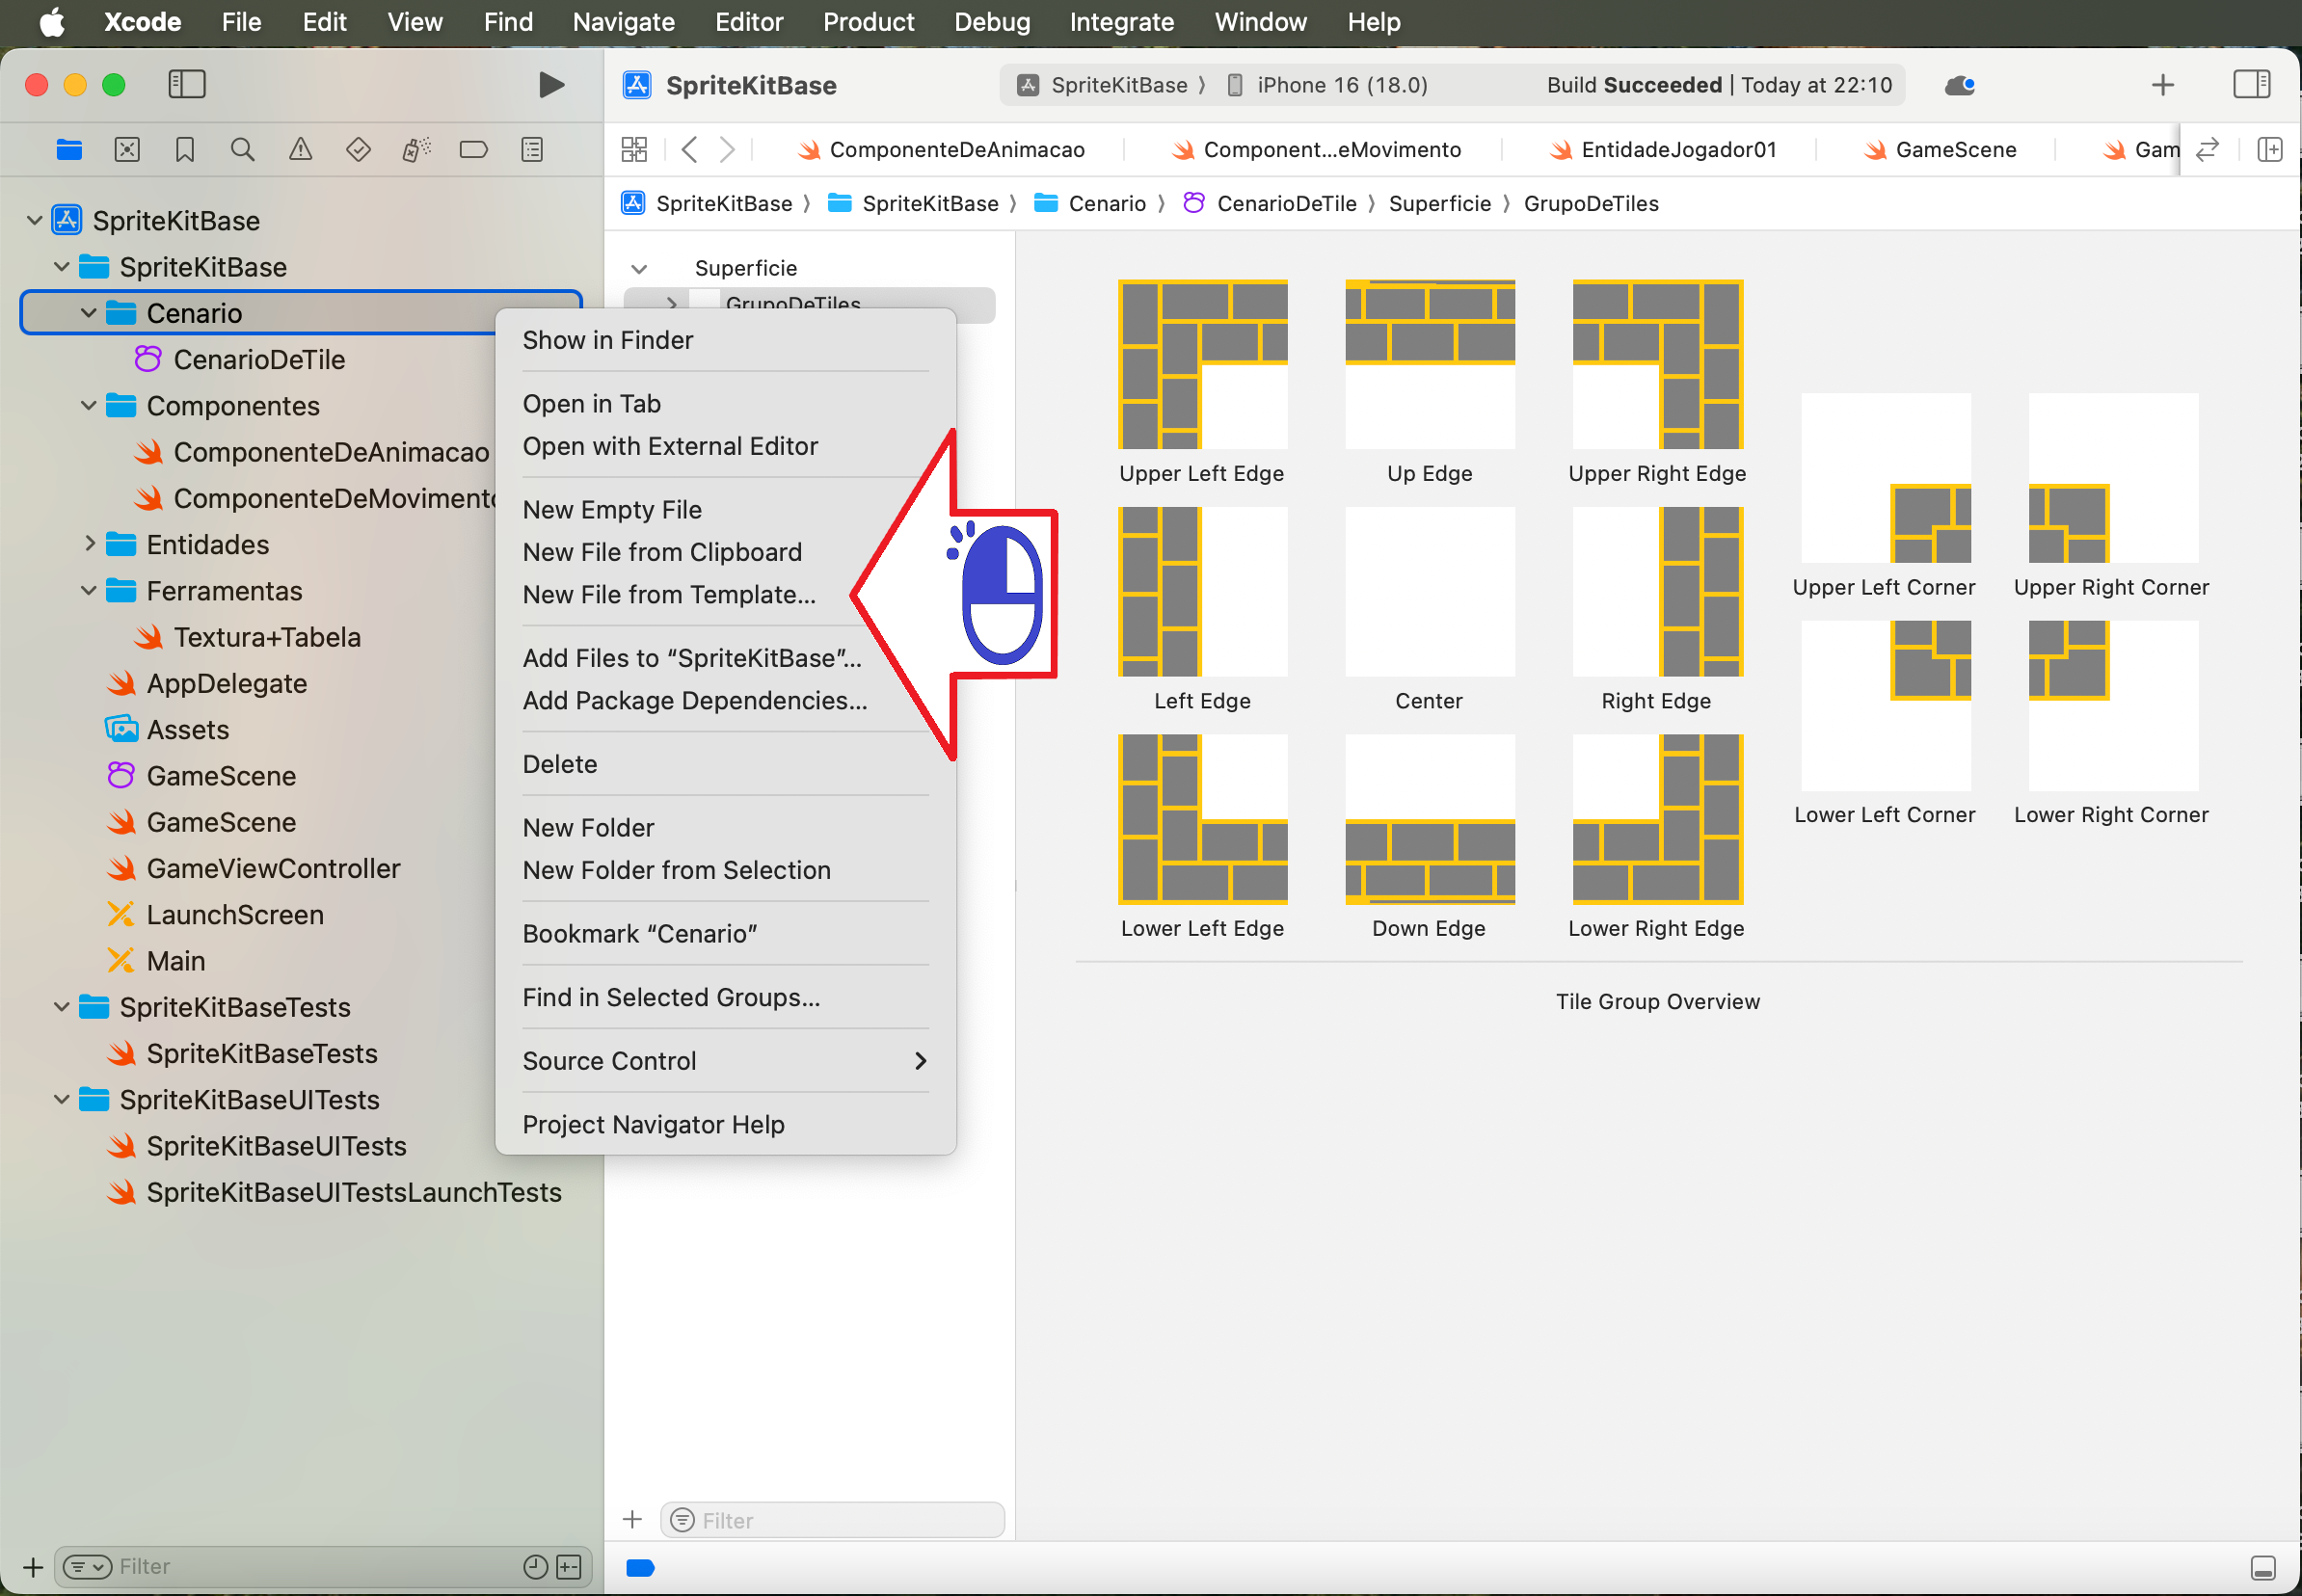 Xcode File Edit View Find Navigate Editor Product Debug Integrate Window Help
SpriteKitBase
SpriteKitBase 〉 iPhone 16 (18.0)
Build Succeeded | Today at 22:10
ComponenteDeAnimacao
Component...eMovimento
EntidadeJogador01
GameScene
Gam
SpriteKitBase 〉 SpriteKitBase 〉 Cenario 〉 CenarioDeTile 〉 Superficie 〉 GrupoDeTiles
SpriteKitBase
SpriteKitBase
Cenario
CenarioDeTile
Componentes
ComponenteDeAnimacao
ComponenteDeMovimento
Entidades
Ferramentas
Textura+Tabela
AppDelegate
Assets
GameScene
GameScene
GameViewController
LaunchScreen
Main
SpriteKitBaseTests
SpriteKitBaseTests
SpriteKitBaseUITests
SpriteKitBaseUITests
SpriteKitBaseUITestsLaunchTests
Filter
Superficie
GrupoDeTiles
Show in Finder
Open in Tab
Open with External Editor
New Empty File
New File from Clipboard
New File from Template...
Add Files to “SpriteKitBase”...
Add Package Dependencies...
Delete
New Folder
New Folder from Selection
Bookmark “Cenario”
Find in Selected Groups...
Source Control
Project Navigator Help
Filter
Upper Left Edge
Up Edge
Upper Right Edge
Upper Left Corner
Upper Right Corner
Left Edge
Center
Right Edge
Lower Left Corner
Lower Right Corner
Lower Left Edge
Down Edge
Lower Right Edge
Tile Group Overview